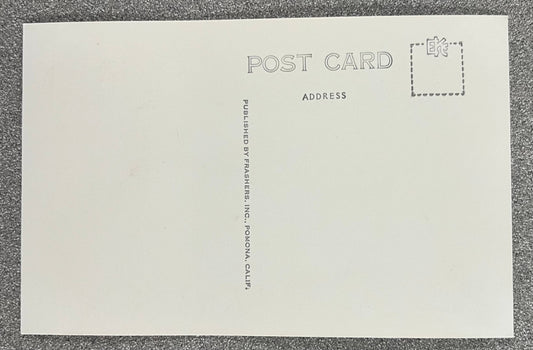 POST CARD
EKC
ADDRESS
PUBLISHED BY FRASHERS, INC., POMONA, CALIF.